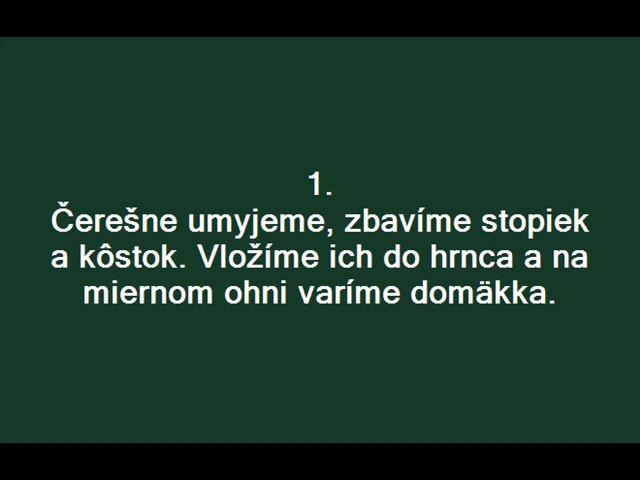 1.
Čerešne umyjeme, zbavíme stopiek
a kôstok. Vložíme ich do hrnca a na
miernom ohni varíme domäkka.